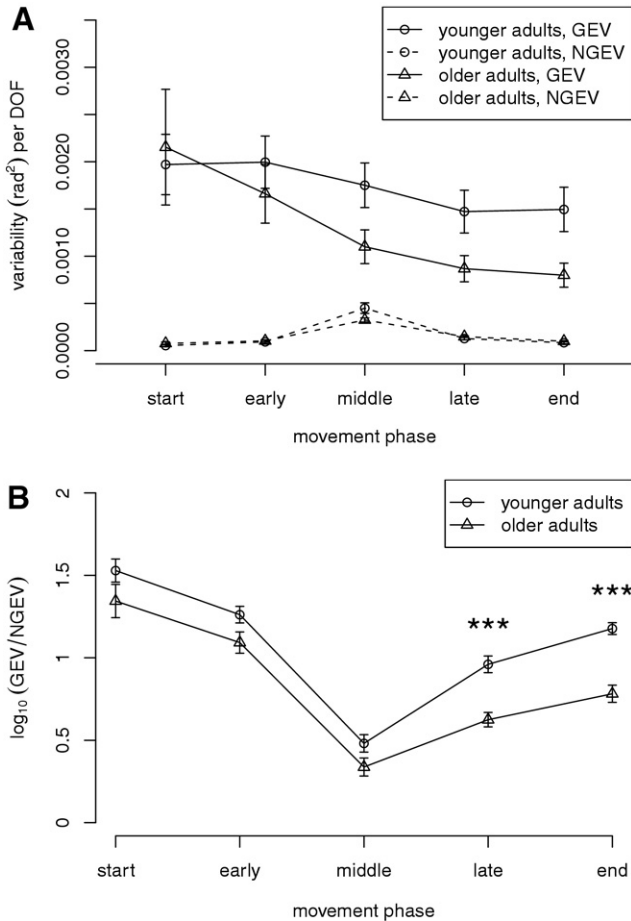 A
younger adults, GEV
younger adults, NGEV
older adults, GEV
older adults, NGEV
variability (rad²) per DOF
0.0030
0.0020
0.0010
0.0000
start early middle late end
movement phase
B
younger adults
older adults
log₁₀ (GEV/NGEV)
2
1.5
1
0.5
0
***
***
start early middle late end
movement phase